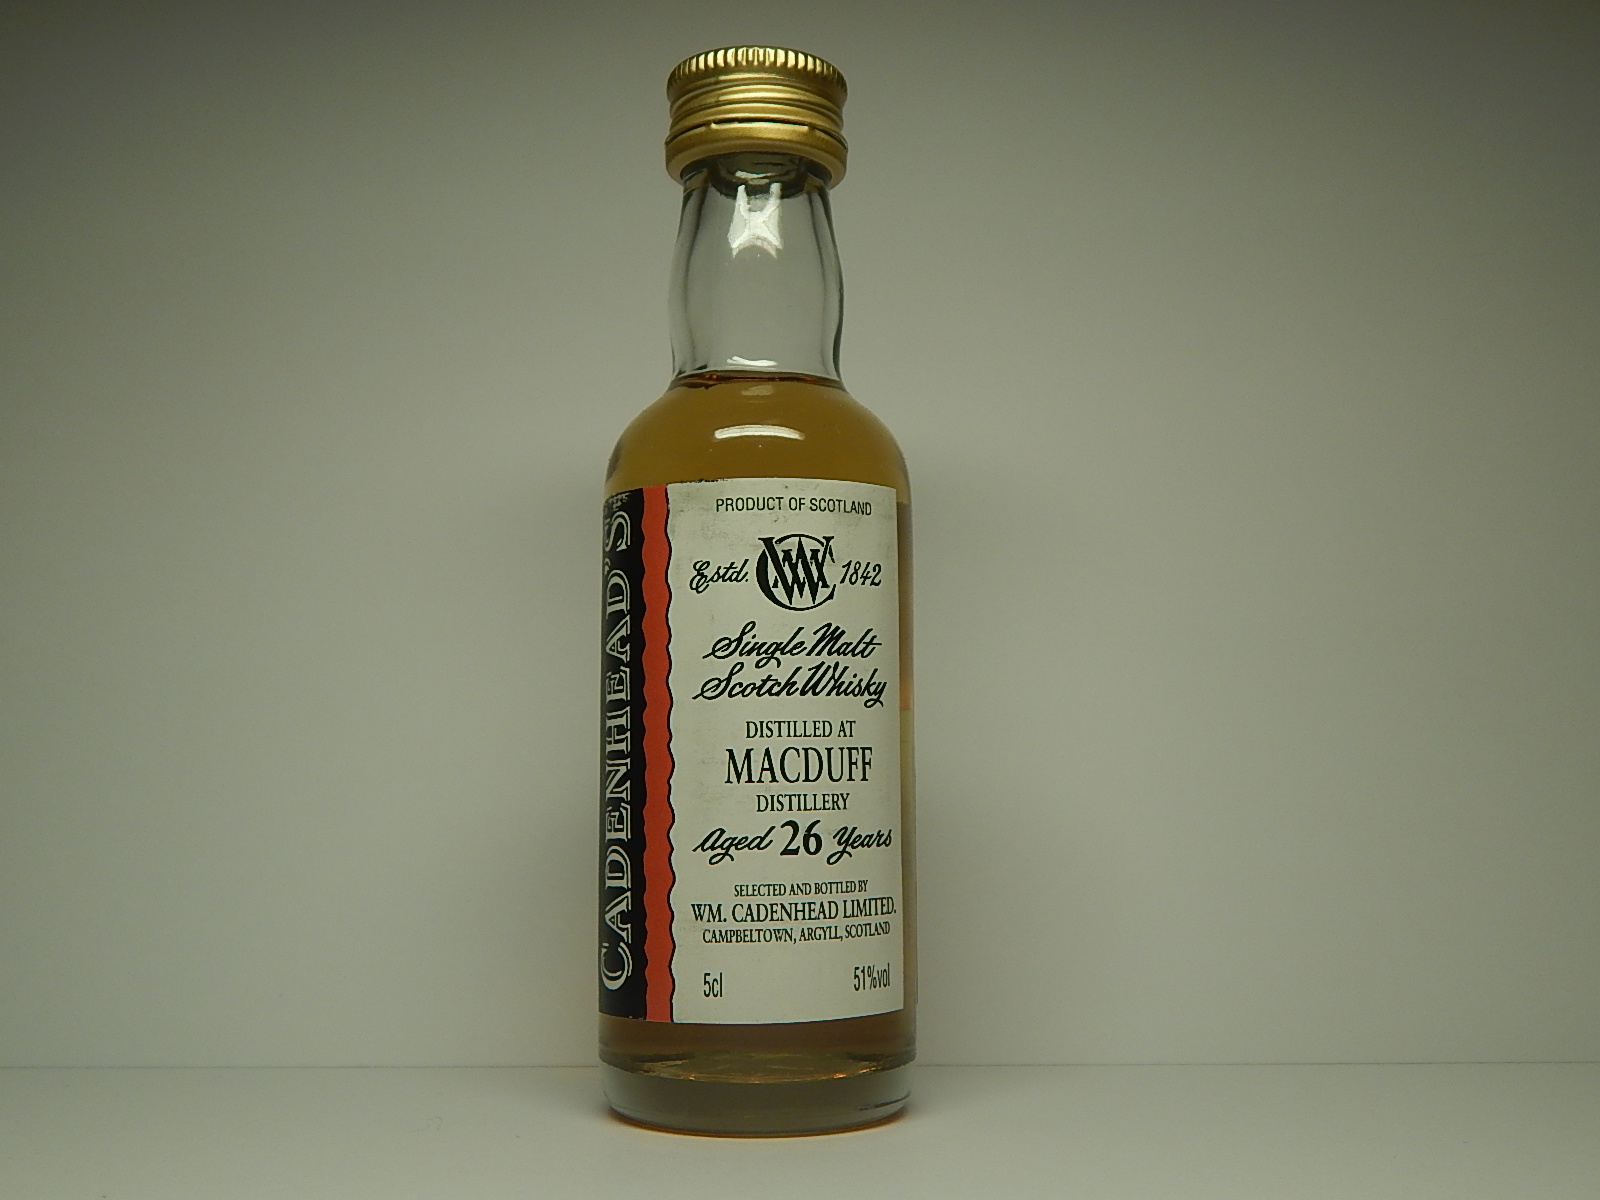 CADENHEAD'S
PRODUCT OF SCOTLAND
Estd. WC 1842
Single Malt
Scotch Whisky
DISTILLED AT
MACDUFF
DISTILLERY
Aged 26 Years
SELECTED AND BOTTLED BY
WM. CADENHEAD LIMITED.
CAMPBELTOWN, ARGYLL, SCOTLAND
5cl 51%vol